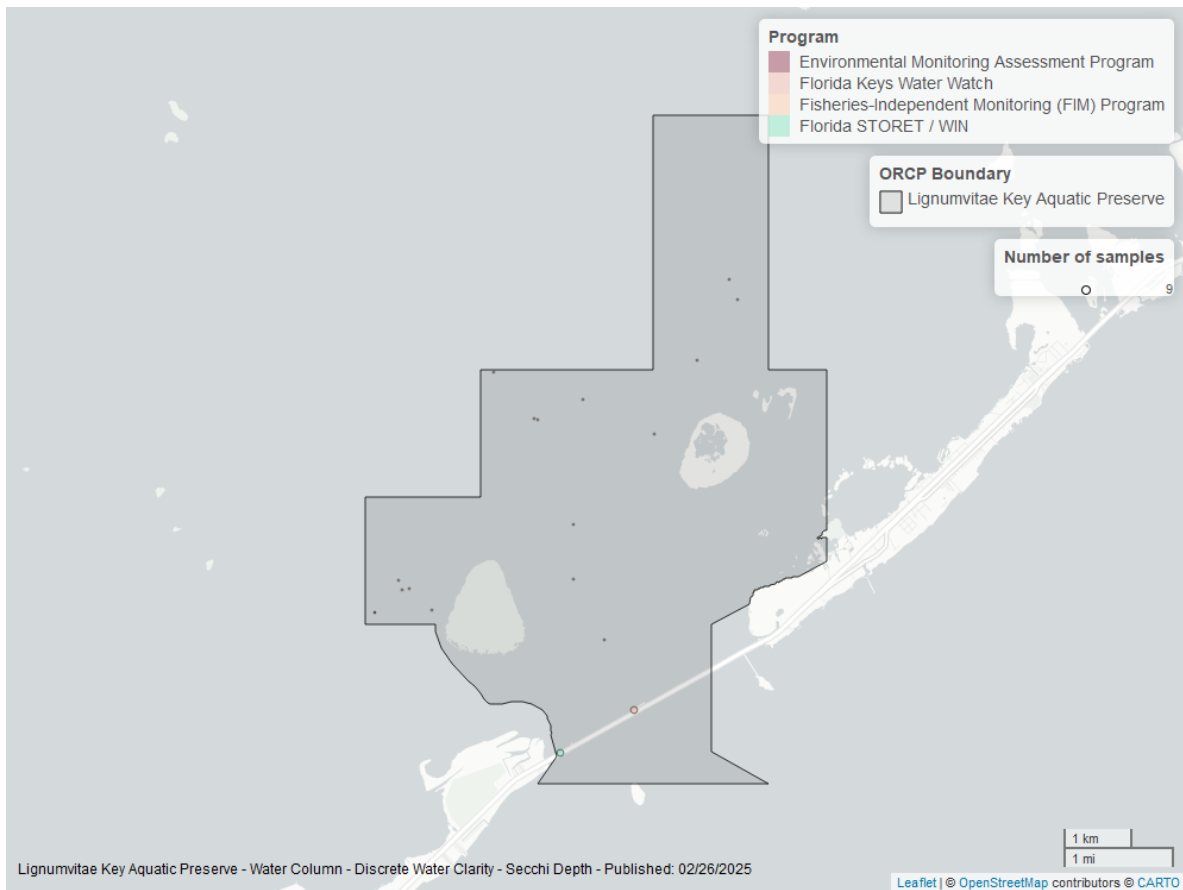 Program
Environmental Monitoring Assessment Program
Florida Keys Water Watch
Fisheries-Independent Monitoring (FIM) Program
Florida STORET / WIN
ORCP Boundary
Lignumvitae Key Aquatic Preserve
Number of samples
9
1 km
1 mi
Lignumvitae Key Aquatic Preserve - Water Column - Discrete Water Clarity - Secchi Depth - Published: 02/26/2025
Leaflet | © OpenStreetMap contributors © CARTO